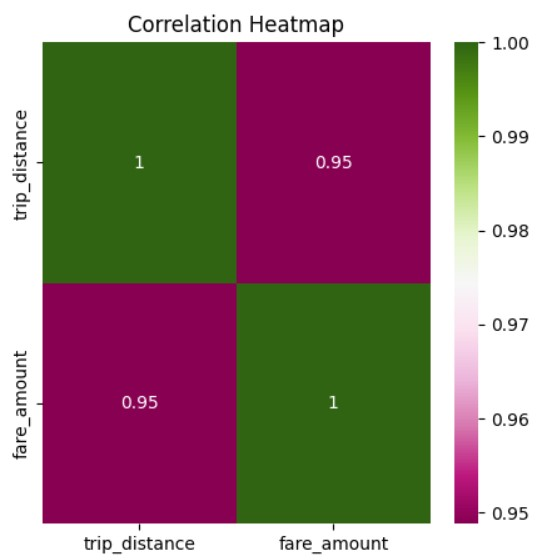 Correlation Heatmap
trip_distance
1
0.95
fare_amount
0.95
1
trip_distance
fare_amount
1.00
0.99
0.98
0.97
0.96
0.95